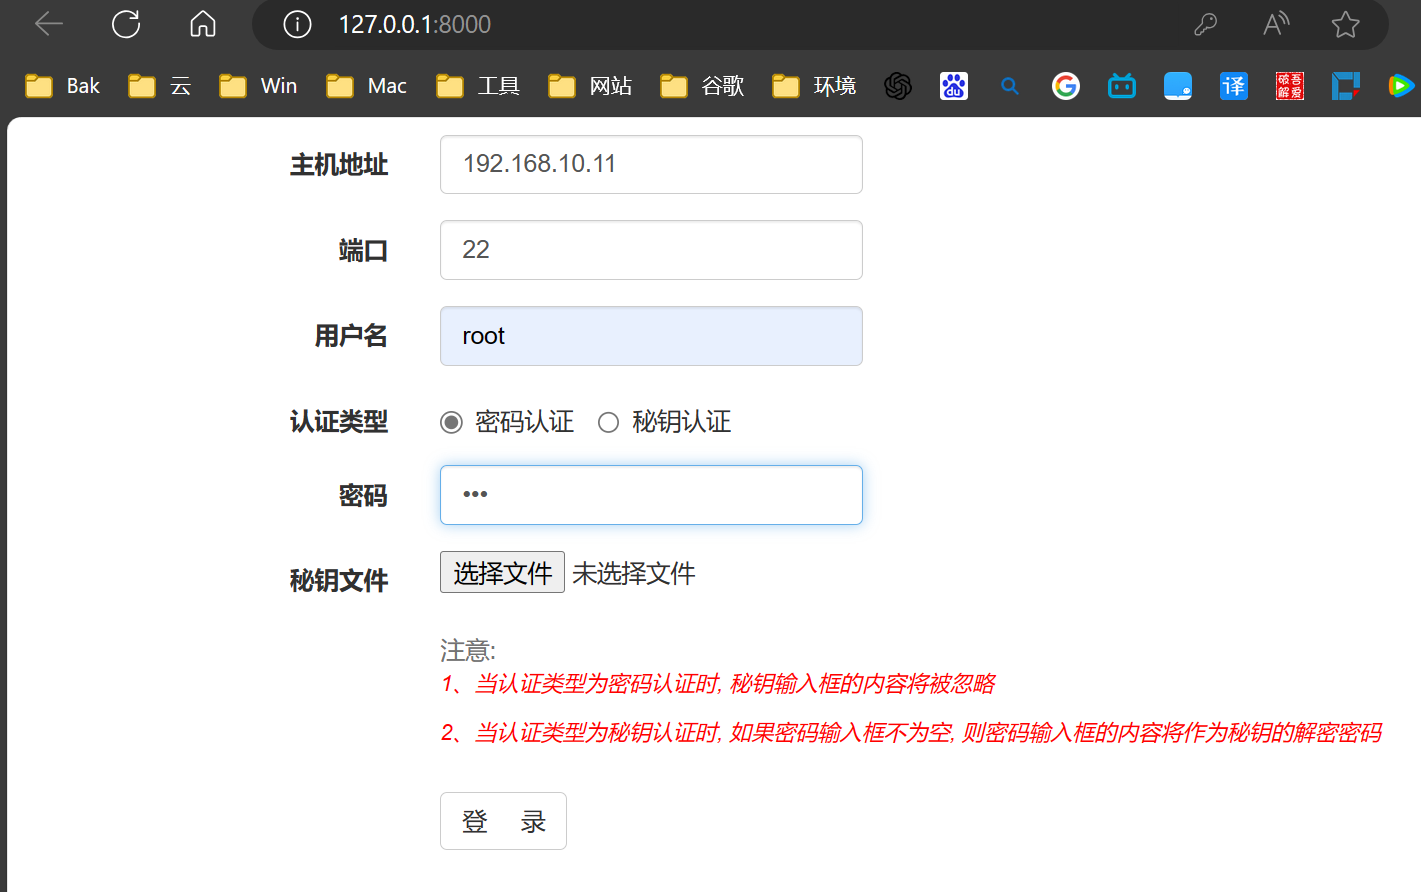 127.0.0.1:8000
Bak 云 Win Mac 工具 网站 谷歌 环境 du G 译 破吾解爱
主机地址 192.168.10.11
端口 22
用户名 root
认证类型 密码认证 秘钥认证
密码 •••
秘钥文件 选择文件 未选择文件
注意:
1、当认证类型为密码认证时, 秘钥输入框的内容将被忽略
2、当认证类型为秘钥认证时, 如果密码输入框不为空, 则密码输入框的内容将作为秘钥的解密密码
登 录